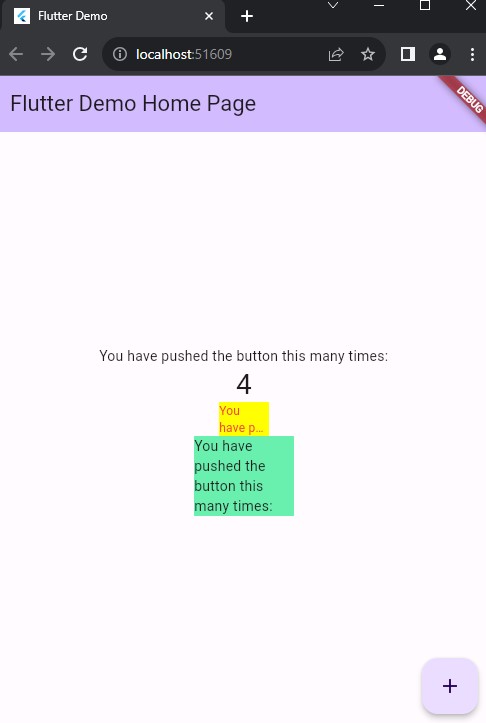 Flutter Demo
localhost:51609
Flutter Demo Home Page
DEBUG
You have pushed the button this many times:
4
You
have p...
You have
pushed the
button this
many times: